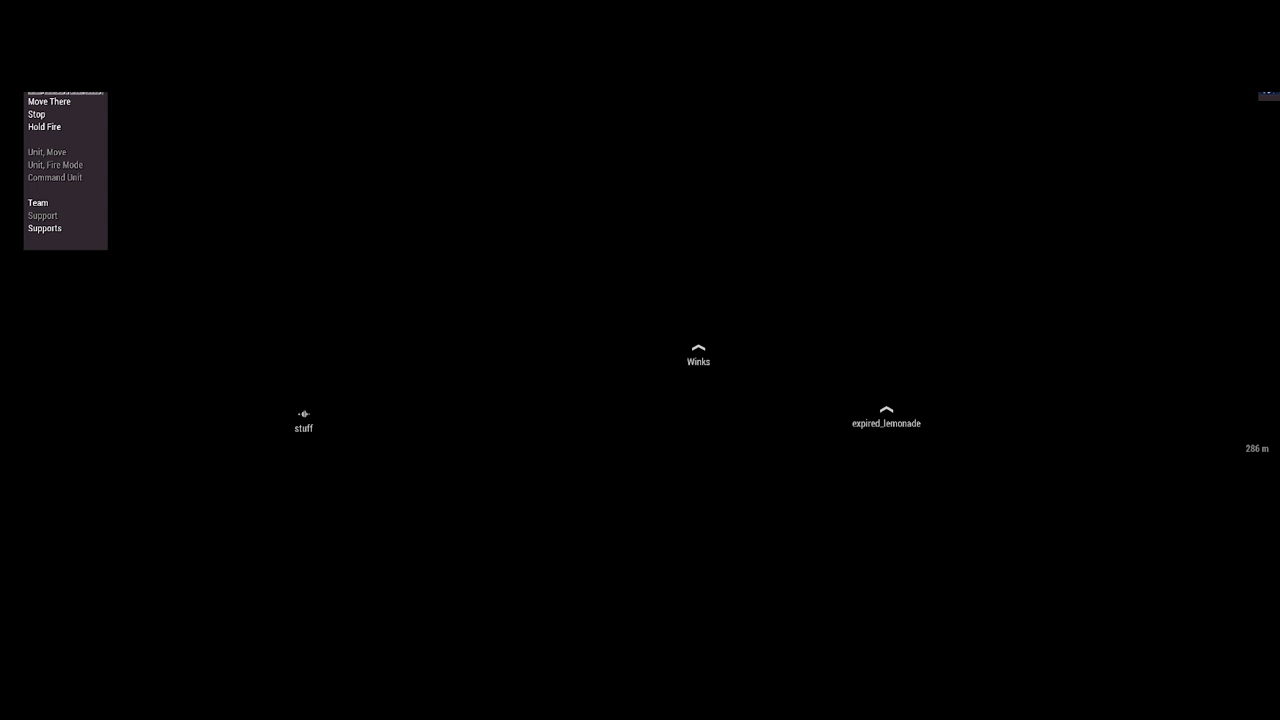 Move There
Stop
Hold Fire
Unit, Move
Unit, Fire Mode
Command Unit
Team
Support
Supports
Winks
expired_lemonade
stuff
286 m